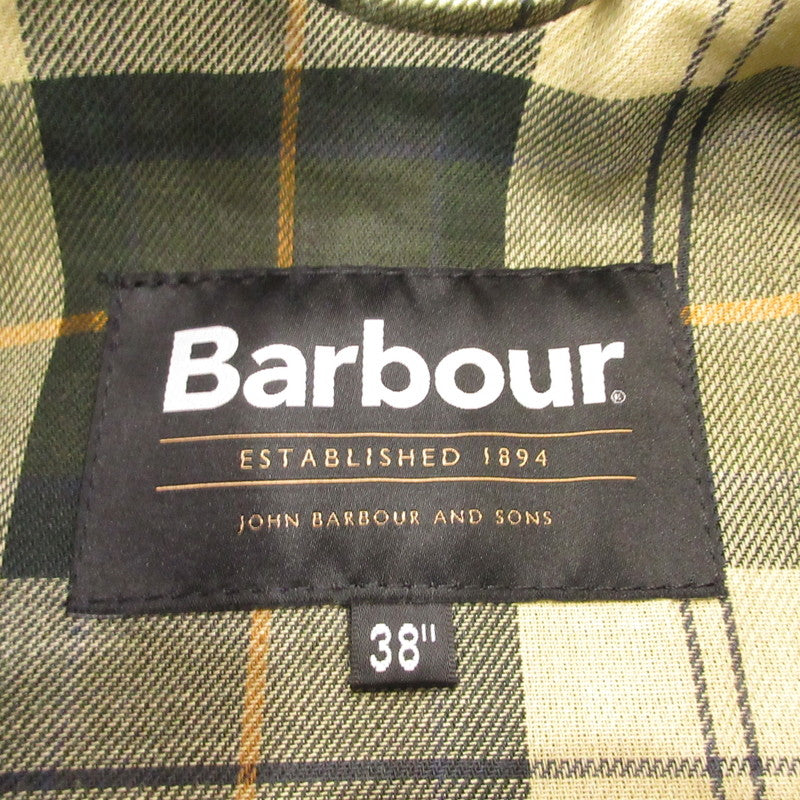 Barbour®
ESTABLISHED 1894
JOHN BARBOUR AND SONS
38"